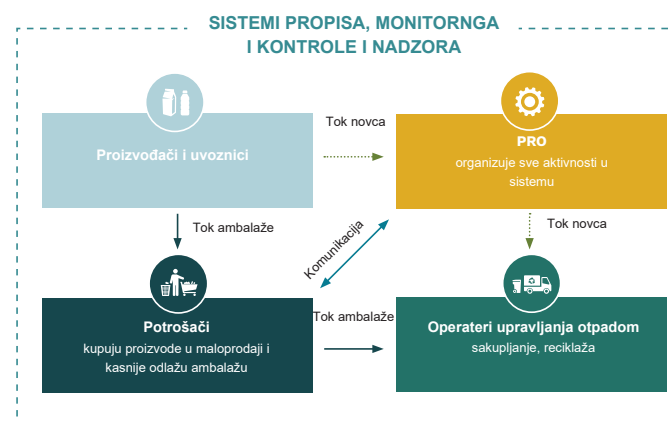 SISTEMI PROPISA, MONITORNGA
I KONTROLE I NADZORA
Proizvođači i uvoznici
Tok novca
PRO
organizuje sve aktivnosti u
sistemu
Tok ambalaže
Komunikacija
Tok novca
Potrošači
kupuju proizvode u maloprodaji i
kasnije odlažu ambalažu
Tok ambalaže
Operateri upravljanja otpadom
sakupljanje, reciklaža